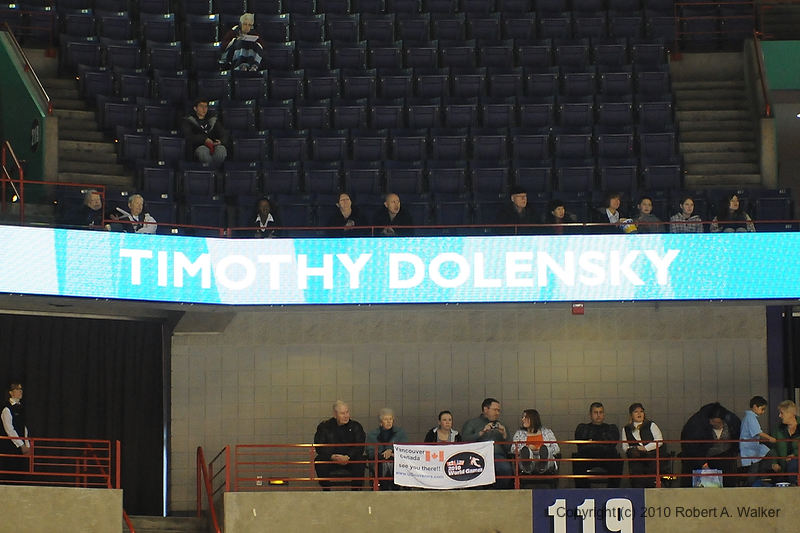 TIMOTHY DOLENSKY
Vancouver
Canada
see you there!!
2010
World Games
119
Copyright (c) 2010 Robert A. Walker